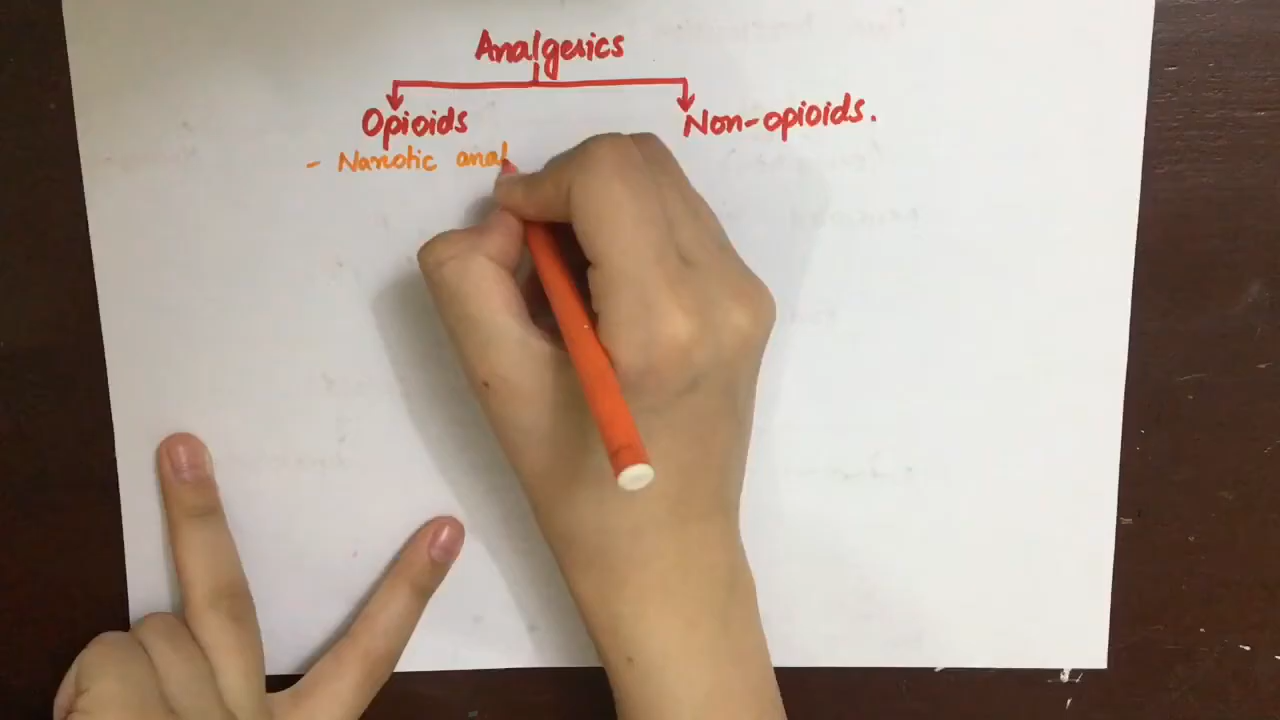 Analgesics
Opioids
Non-opioids.
- Narcotic anal